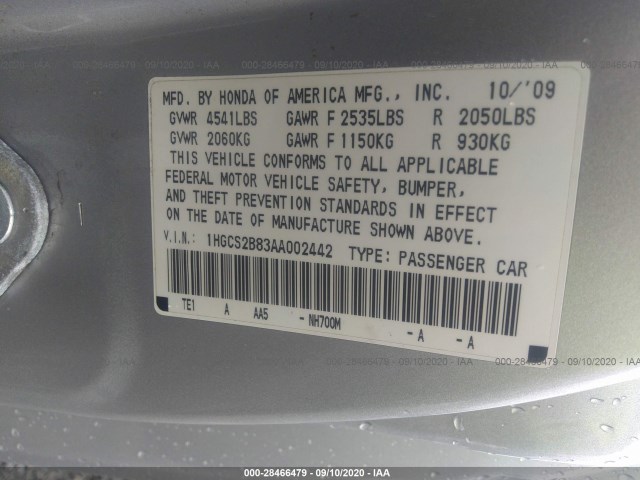 MFD. BY HONDA OF AMERICA MFG., INC. 10/'09
GVWR 4541LBS GAWR F 2535LBS R 2050LBS
GVWR 2060KG GAWR F 1150KG R 930KG
THIS VEHICLE CONFORMS TO ALL APPLICABLE
FEDERAL MOTOR VEHICLE SAFETY, BUMPER,
AND THEFT PREVENTION STANDARDS IN EFFECT
ON THE DATE OF MANUFACTURE SHOWN ABOVE.
V.I.N.: 1HGCS2B83AA002442 TYPE: PASSENGER CAR
TE1 A AA5 - NH700M - A - A
000-28466479 - 09/10/2020 - IAA